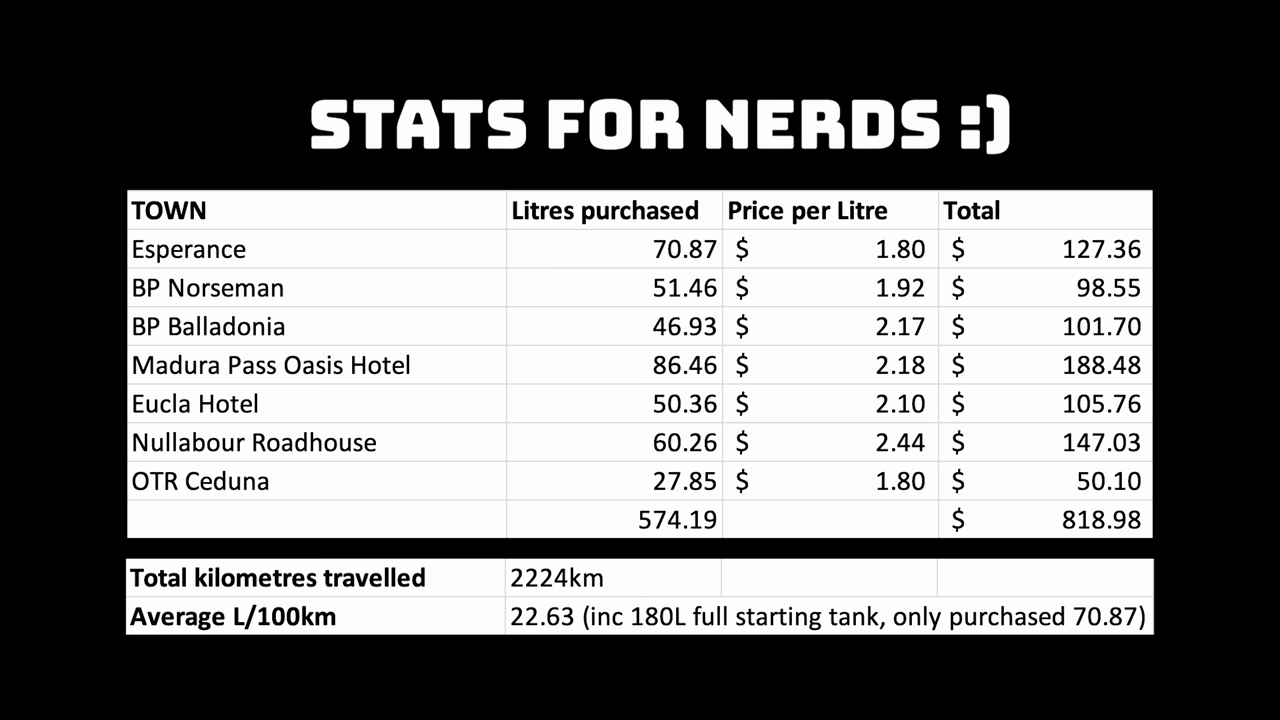 STATS FOR NERDS :)
TOWN Litres purchased Price per Litre Total
Esperance 70.87 $ 1.80 $ 127.36
BP Norseman 51.46 $ 1.92 $ 98.55
BP Balladonia 46.93 $ 2.17 $ 101.70
Madura Pass Oasis Hotel 86.46 $ 2.18 $ 188.48
Eucla Hotel 50.36 $ 2.10 $ 105.76
Nullabour Roadhouse 60.26 $ 2.44 $ 147.03
OTR Ceduna 27.85 $ 1.80 $ 50.10
574.19 $ 818.98
Total kilometres travelled 2224km
Average L/100km 22.63 (inc 180L full starting tank, only purchased 70.87)